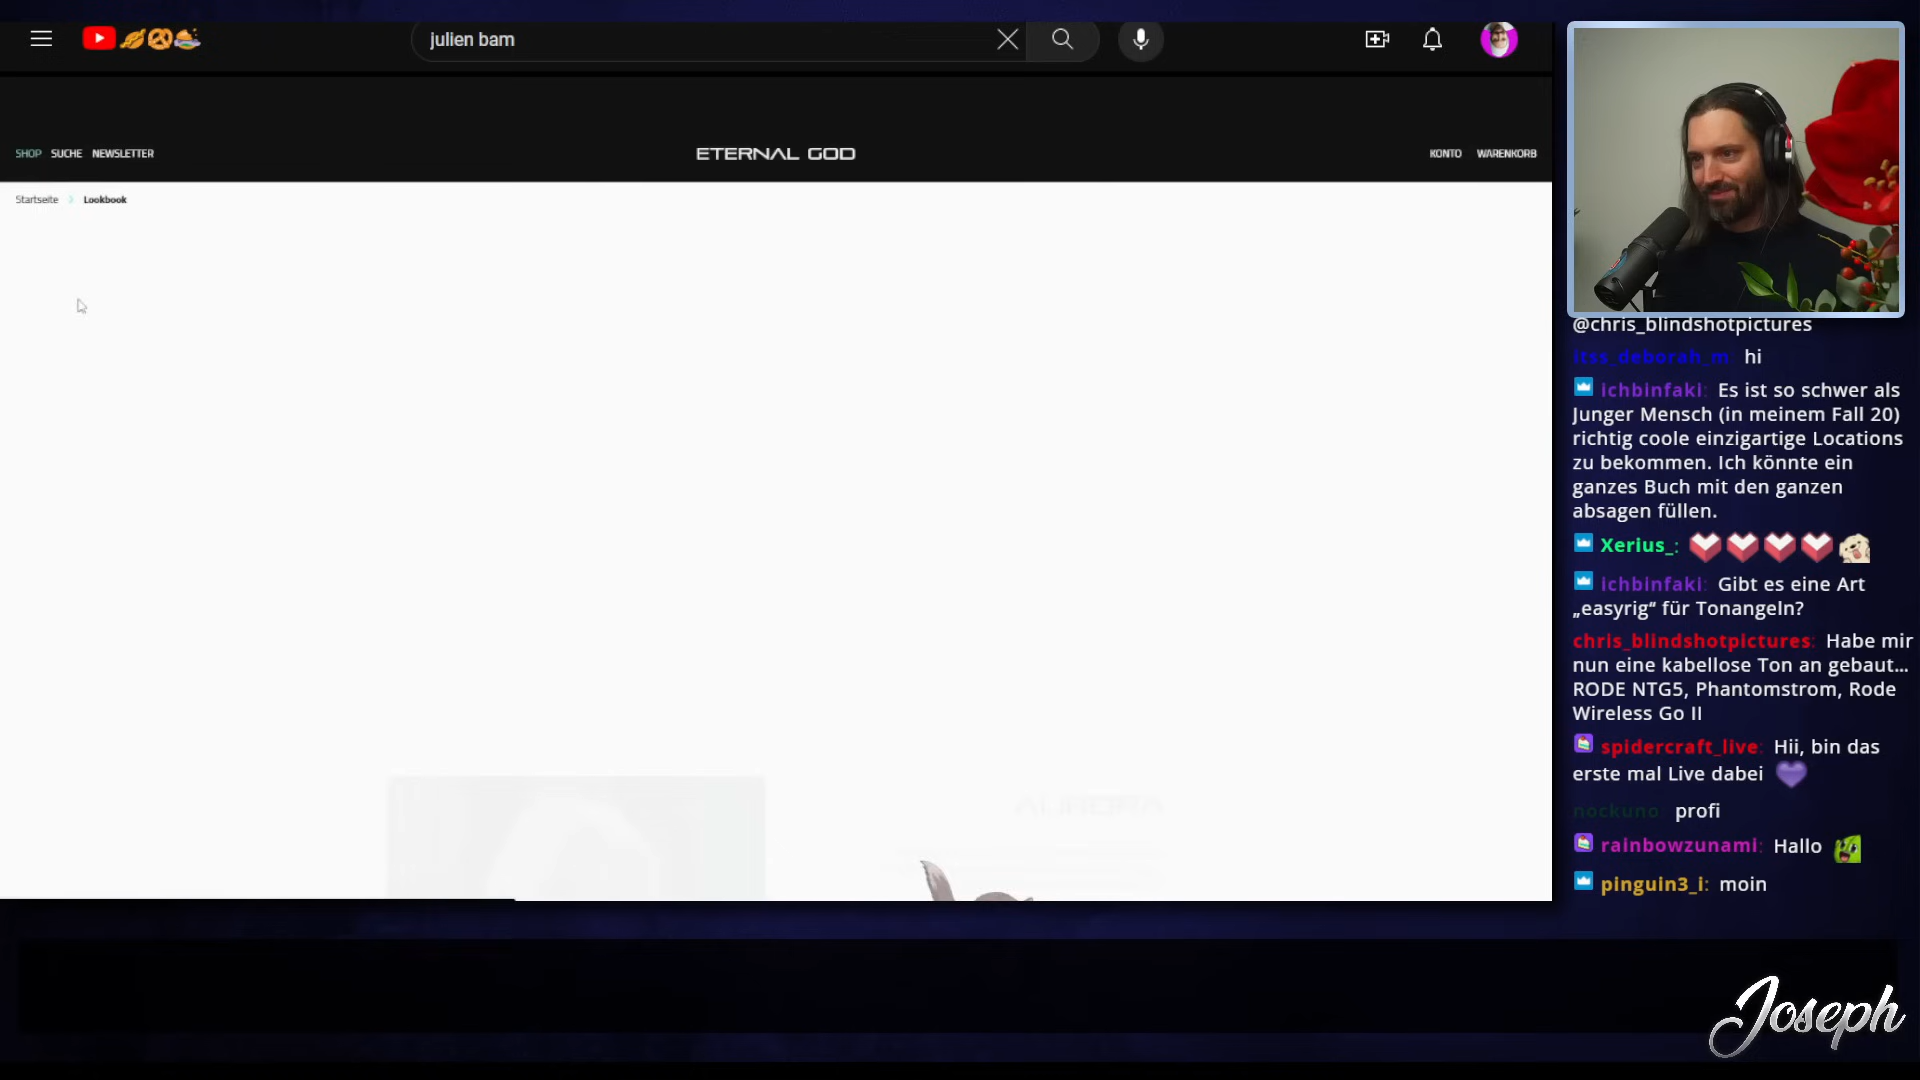 julien bam
SHOP SUCHE NEWSLETTER
ETERNAL GOD
KONTO WARENKORB
Startseite
Lookbook
AURORA
@chris_blindshotpictures
itss_deborah_m: hi
ichbinfaki: Es ist so schwer als
Junger Mensch (in meinem Fall 20)
richtig coole einzigartige Locations
zu bekommen. Ich könnte ein
ganzes Buch mit den ganzen
absagen füllen.
Xerius_:
ichbinfaki: Gibt es eine Art
„easyrig“ für Tonangeln?
chris_blindshotpictures: Habe mir
nun eine kabellose Ton an gebaut...
RODE NTG5, Phantomstrom, Rode
Wireless Go II
spidercraft_live: Hii, bin das
erste mal Live dabei
nockuno: profi
rainbowzunami: Hallo
pinguin3_i: moin
Joseph